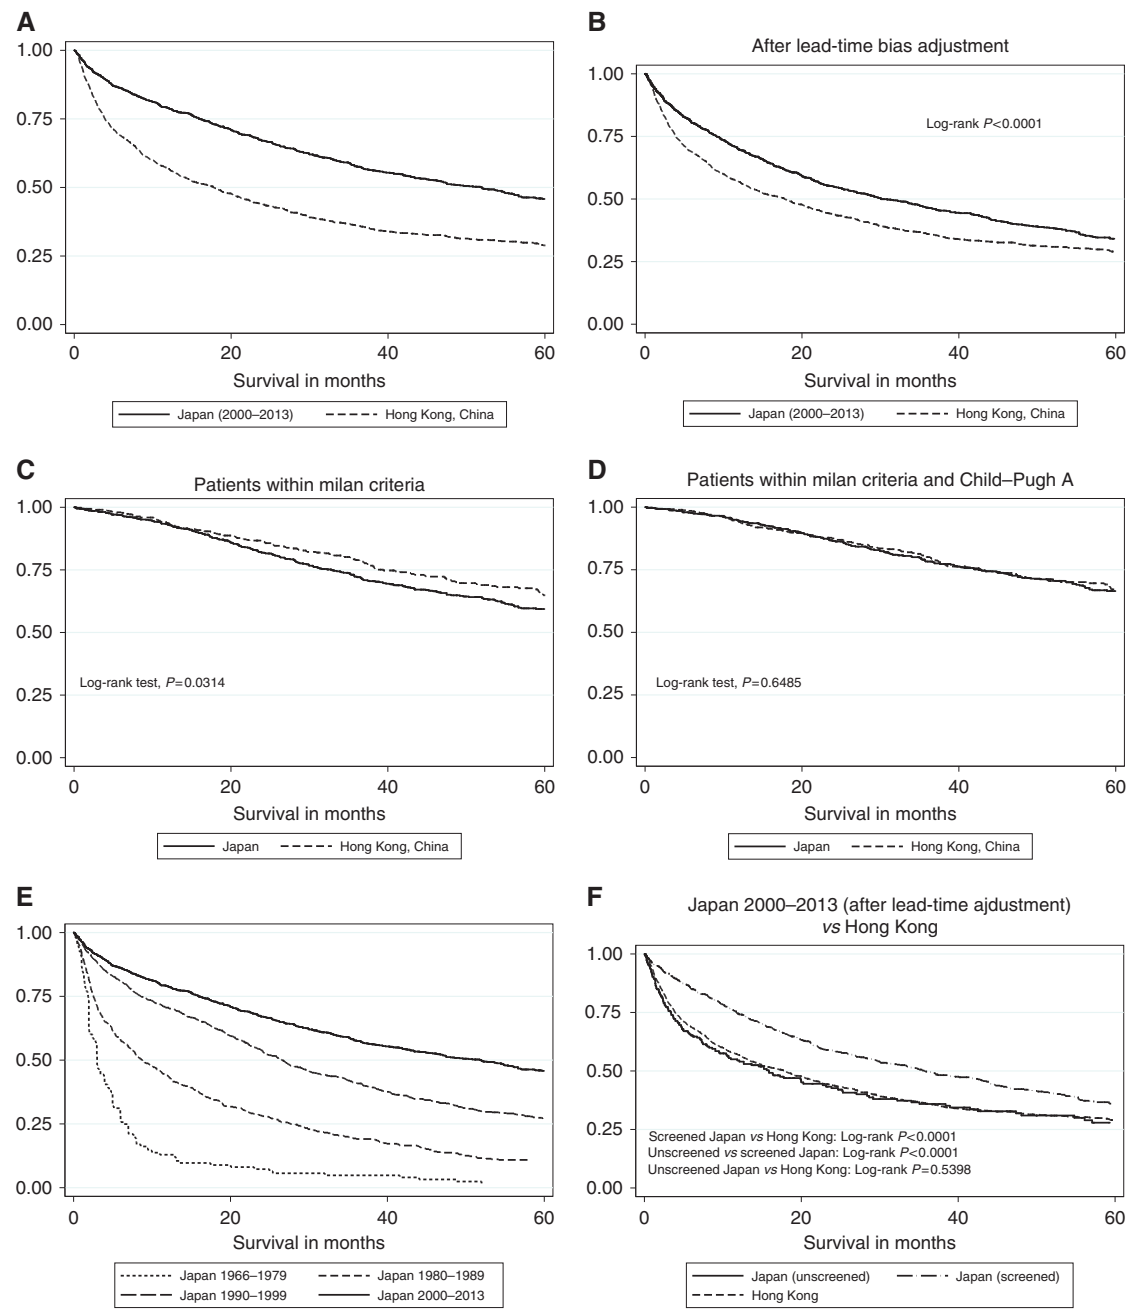 A
1.00
0.75
0.50
0.25
0.00
0 20 40 60
Survival in months
Japan (2000–2013) Hong Kong, China
B
After lead-time bias adjustment
1.00
0.75
0.50
0.25
0.00
Log-rank P<0.0001
0 20 40 60
Survival in months
Japan (2000–2013) Hong Kong, China
C
Patients within milan criteria
1.00
0.75
0.50
0.25
0.00
Log-rank test, P=0.0314
0 20 40 60
Survival in months
Japan Hong Kong, China
D
Patients within milan criteria and Child–Pugh A
1.00
0.75
0.50
0.25
0.00
Log-rank test, P=0.6485
0 20 40 60
Survival in months
Japan Hong Kong, China
E
1.00
0.75
0.50
0.25
0.00
0 20 40 60
Survival in months
Japan 1966–1979 Japan 1980–1989
Japan 1990–1999 Japan 2000–2013
F
Japan 2000–2013 (after lead-time ajdustment)
vs Hong Kong
1.00
0.75
0.50
0.25
0.00
Screened Japan vs Hong Kong: Log-rank P<0.0001
Unscreened vs screened Japan: Log-rank P<0.0001
Unscreened Japan vs Hong Kong: Log-rank P=0.5398
0 20 40 60
Survival in months
Japan (unscreened) Japan (screened)
Hong Kong